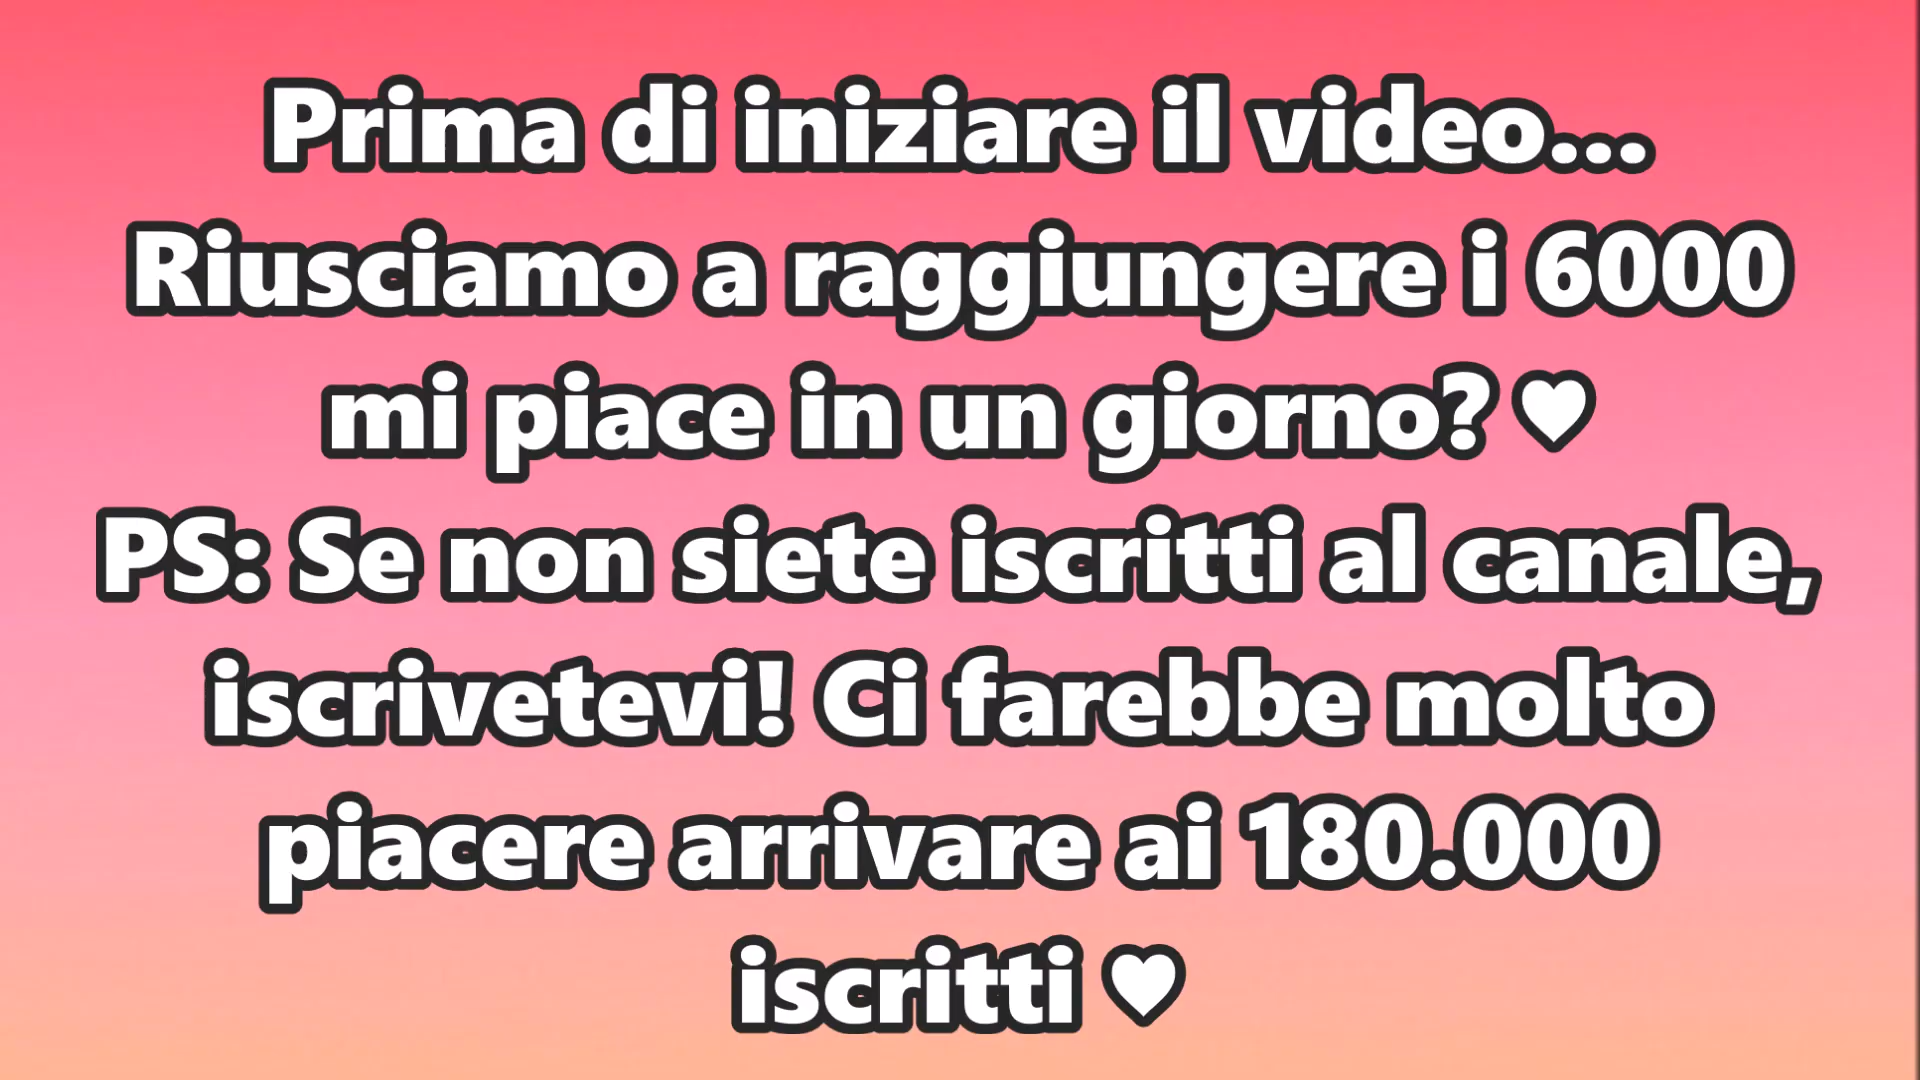 Prima di iniziare il video...
Riusciamo a raggiungere i 6000
mi piace in un giorno? ♥
PS: Se non siete iscritti al canale,
iscrivetevi! Ci farebbe molto
piacere arrivare ai 180.000
iscritti ♥